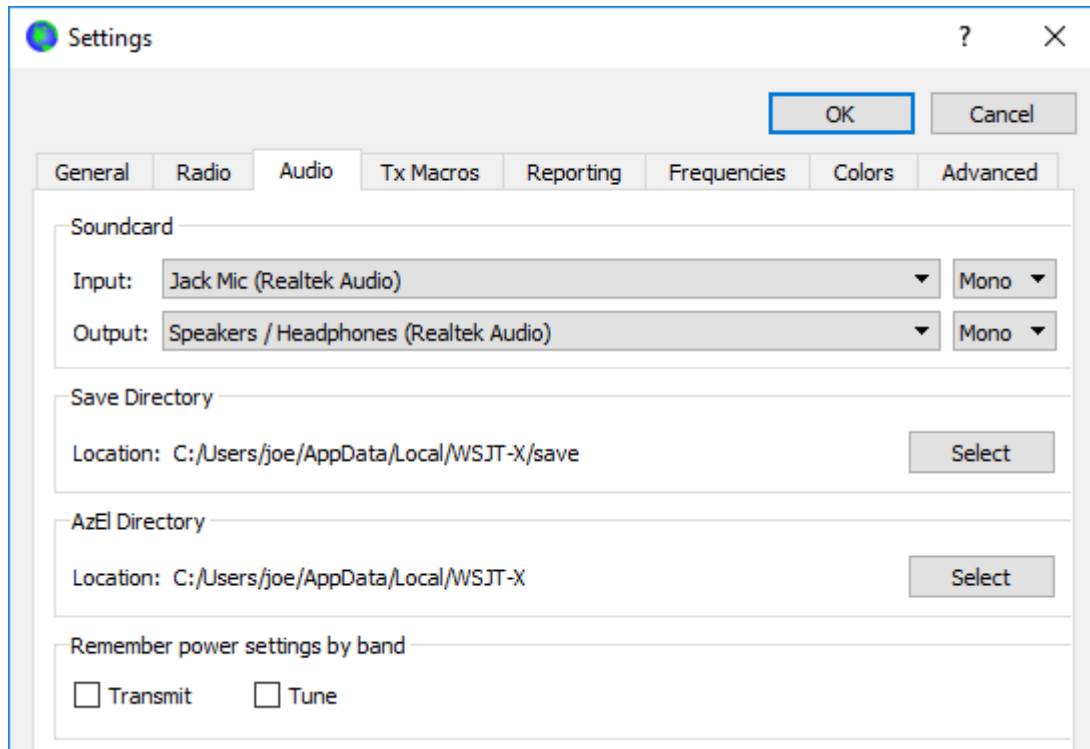 Settings ?
OK Cancel
General Radio Audio Tx Macros Reporting Frequencies Colors Advanced
Soundcard
Input: Jack Mic (Realtek Audio) Mono
Output: Speakers / Headphones (Realtek Audio) Mono
Save Directory
Location: C:/Users/joe/AppData/Local/WSJT-X/save Select
AzEl Directory
Location: C:/Users/joe/AppData/Local/WSJT-X Select
Remember power settings by band
Transmit Tune